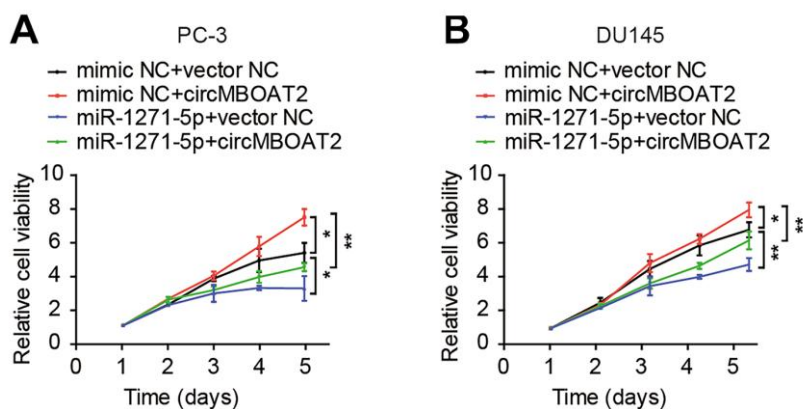 A
PC-3
mimic NC+vector NC
mimic NC+circMBOAT2
miR-1271-5p+vector NC
miR-1271-5p+circMBOAT2
Relative cell viability
10
8
6
4
2
0
0 1 2 3 4 5
Time (days)
*
**
*
B
DU145
mimic NC+vector NC
mimic NC+circMBOAT2
miR-1271-5p+vector NC
miR-1271-5p+circMBOAT2
Relative cell viability
10
8
6
4
2
0
0 1 2 3 4 5
Time (days)
*
**
**